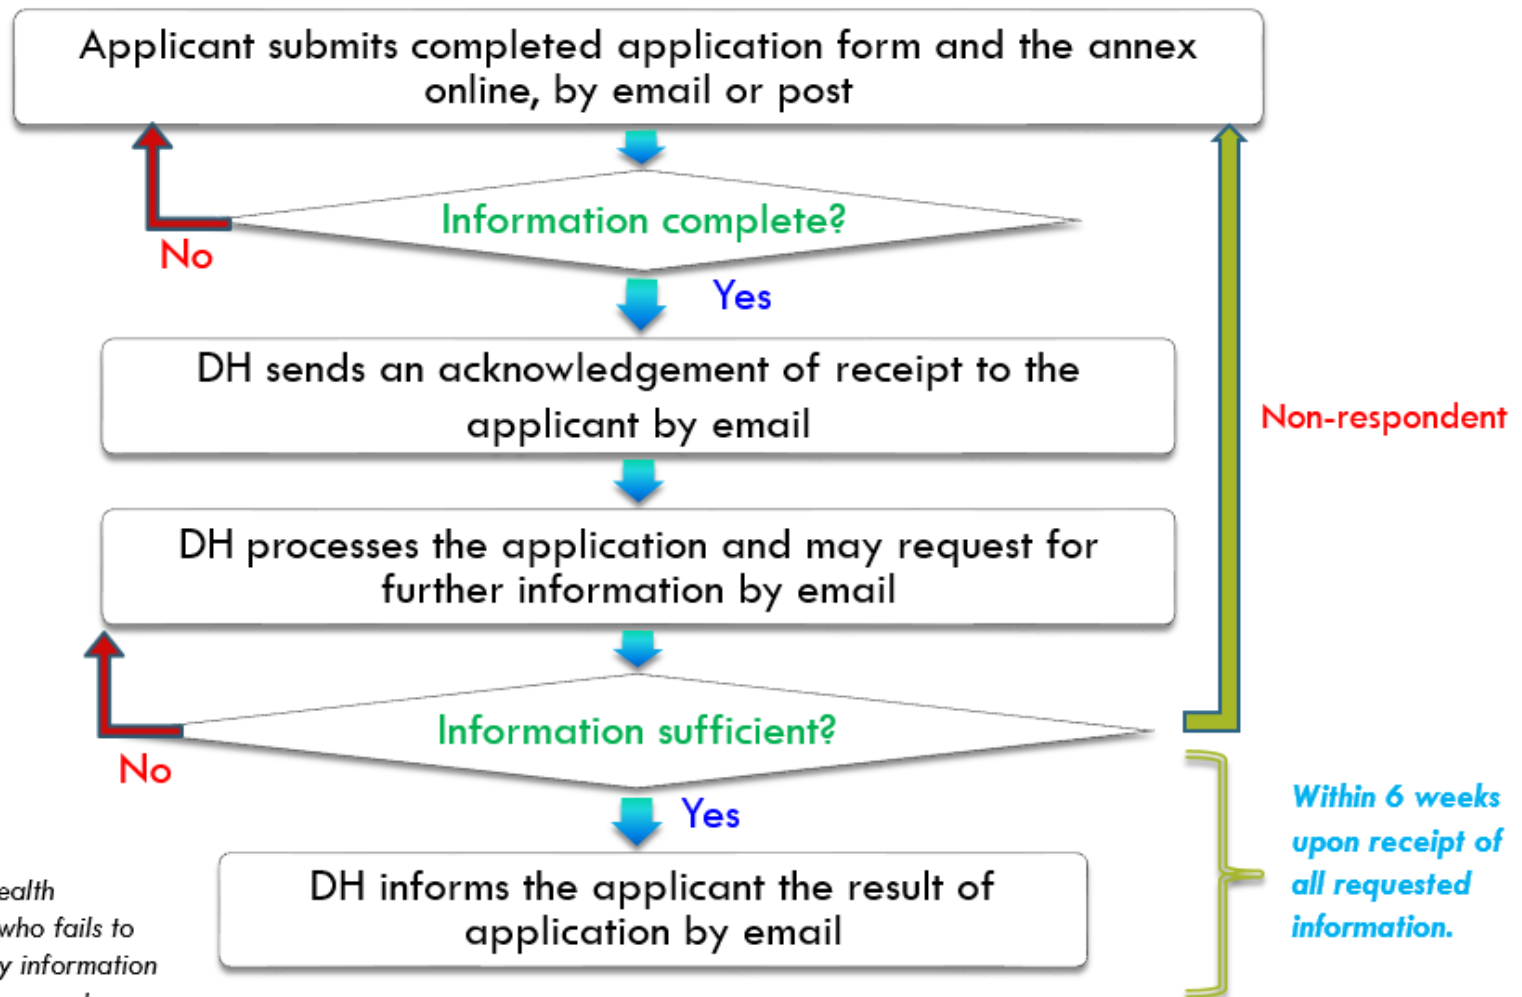 Applicant submits completed application form and the annex
online, by email or post
Information complete?
No
Yes
DH sends an acknowledgement of receipt to the
applicant by email
Non-respondent
DH processes the application and may request for
further information by email
Information sufficient?
No
Yes
Within 6 weeks
upon receipt of
all requested
information.
DH informs the applicant the result of
application by email
ealth
who fails to
y information